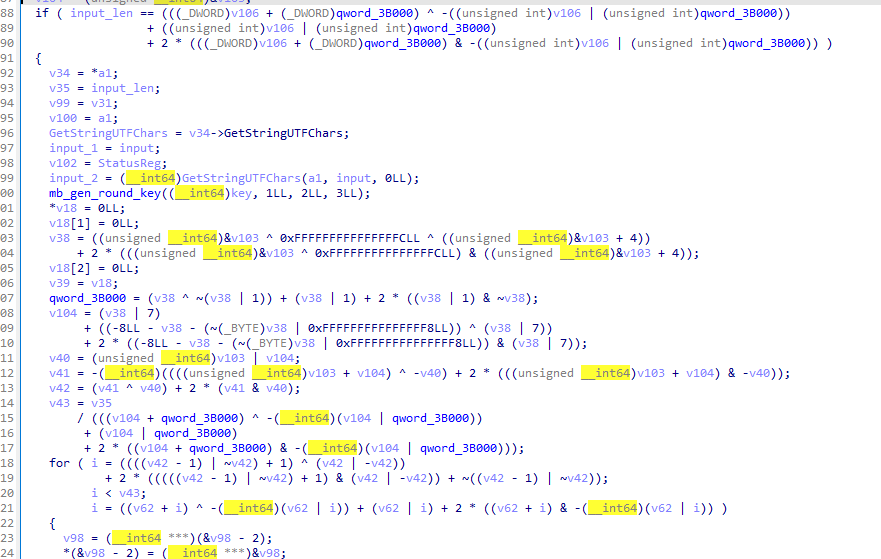 88 if ( input_len == (((_DWORD)v106 + (_DWORD)qword_3B000) ^ -((unsigned int)v106 | (unsigned int)qword_3B000))
89 + ((unsigned int)v106 | (unsigned int)qword_3B000)
90 + 2 * (((_DWORD)v106 + (_DWORD)qword_3B000) & -((unsigned int)v106 | (unsigned int)qword_3B000)) )
91 {
92 v34 = *a1;
93 v35 = input_len;
94 v99 = v31;
95 v100 = a1;
96 GetStringUTFChars = v34->GetStringUTFChars;
97 input_1 = input;
98 v102 = StatusReg;
99 input_2 = (__int64)GetStringUTFChars(a1, input, 0LL);
00 mb_gen_round_key((__int64)key, 1LL, 2LL, 3LL);
01 *v18 = 0LL;
02 v18[1] = 0LL;
03 v38 = ((unsigned __int64)&v103 ^ 0xFFFFFFFFFFFFFFFCLL ^ ((unsigned __int64)&v103 + 4))
04 + 2 * (((unsigned __int64)&v103 ^ 0xFFFFFFFFFFFFFFFCLL) & ((unsigned __int64)&v103 + 4));
05 v18[2] = 0LL;
06 v39 = v18;
07 qword_3B000 = (v38 ^ ~(v38 | 1)) + (v38 | 1) + 2 * ((v38 | 1) & ~v38);
08 v104 = (v38 | 7)
09 + ((-8LL - v38 - (~(_BYTE)v38 | 0xFFFFFFFFFFFFFFF8LL)) ^ (v38 | 7))
10 + 2 * ((-8LL - v38 - (~(_BYTE)v38 | 0xFFFFFFFFFFFFFFF8LL)) & (v38 | 7));
11 v40 = (unsigned __int64)v103 | v104;
12 v41 = -(__int64)((((unsigned __int64)v103 + v104) ^ -v40) + 2 * (((unsigned __int64)v103 + v104) & -v40));
13 v42 = (v41 ^ v40) + 2 * (v41 & v40);
14 v43 = v35
15 / (((v104 + qword_3B000) ^ -(__int64)(v104 | qword_3B000))
16 + (v104 | qword_3B000)
17 + 2 * ((v104 + qword_3B000) & -(__int64)(v104 | qword_3B000)));
18 for ( i = ((((v42 - 1) | ~v42) + 1) ^ (v42 | -v42))
19 + 2 * (((((v42 - 1) | ~v42) + 1) & (v42 | -v42)) + ~((v42 - 1) | ~v42));
20 i < v43;
21 i = ((v62 + i) ^ -(__int64)(v62 | i)) + (v62 | i) + 2 * ((v62 + i) & -(__int64)(v62 | i)) )
22 {
23 v98 = (__int64 ***)(&v98 - 2);
24 *(&v98 - 2) = (__int64 ***)&v98;